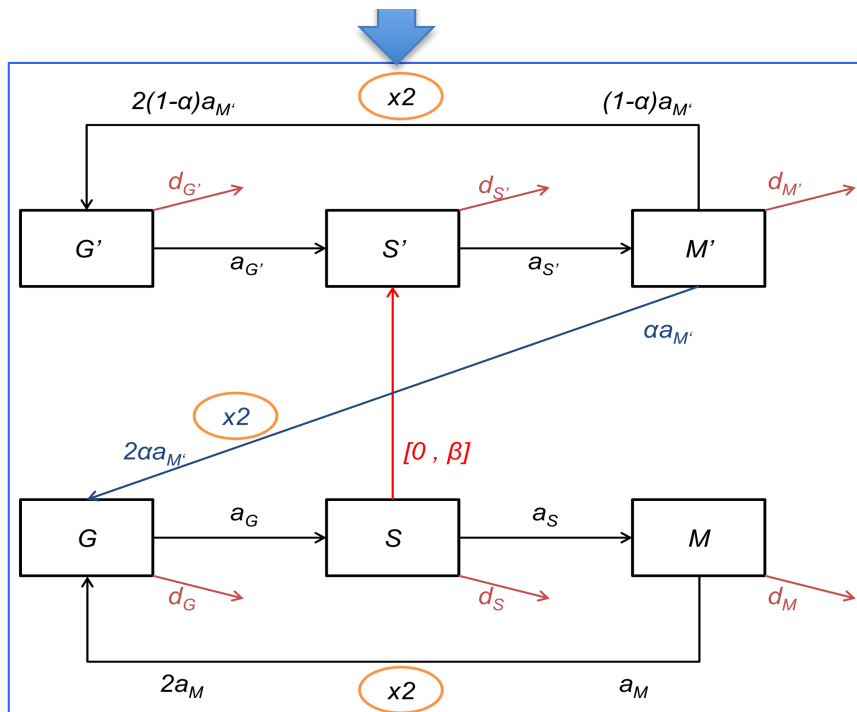 x2
2(1-α)a_M'
(1-α)a_M'
d_G'
d_S'
d_M'
G'
S'
M'
a_G'
a_S'
αa_M'
x2
2αa_M'
[0 , β]
G
a_G
S
a_S
M
d_G
d_S
d_M
2a_M
x2
a_M